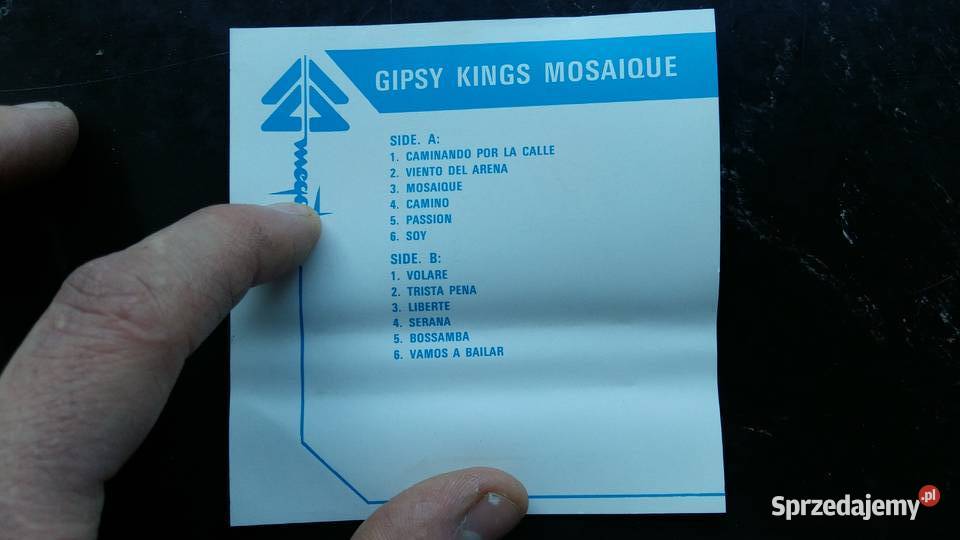 GIPSY KINGS MOSAIQUE
SIDE. A:
1. CAMINANDO POR LA CALLE
2. VIENTO DEL ARENA
3. MOSAIQUE
4. CAMINO
5. PASSION
6. SOY
SIDE. B:
1. VOLARE
2. TRISTA PENA
3. LIBERTE
4. SERANA
5. BOSSAMBA
6. VAMOS A BAILAR
Sprzedajemy.pl